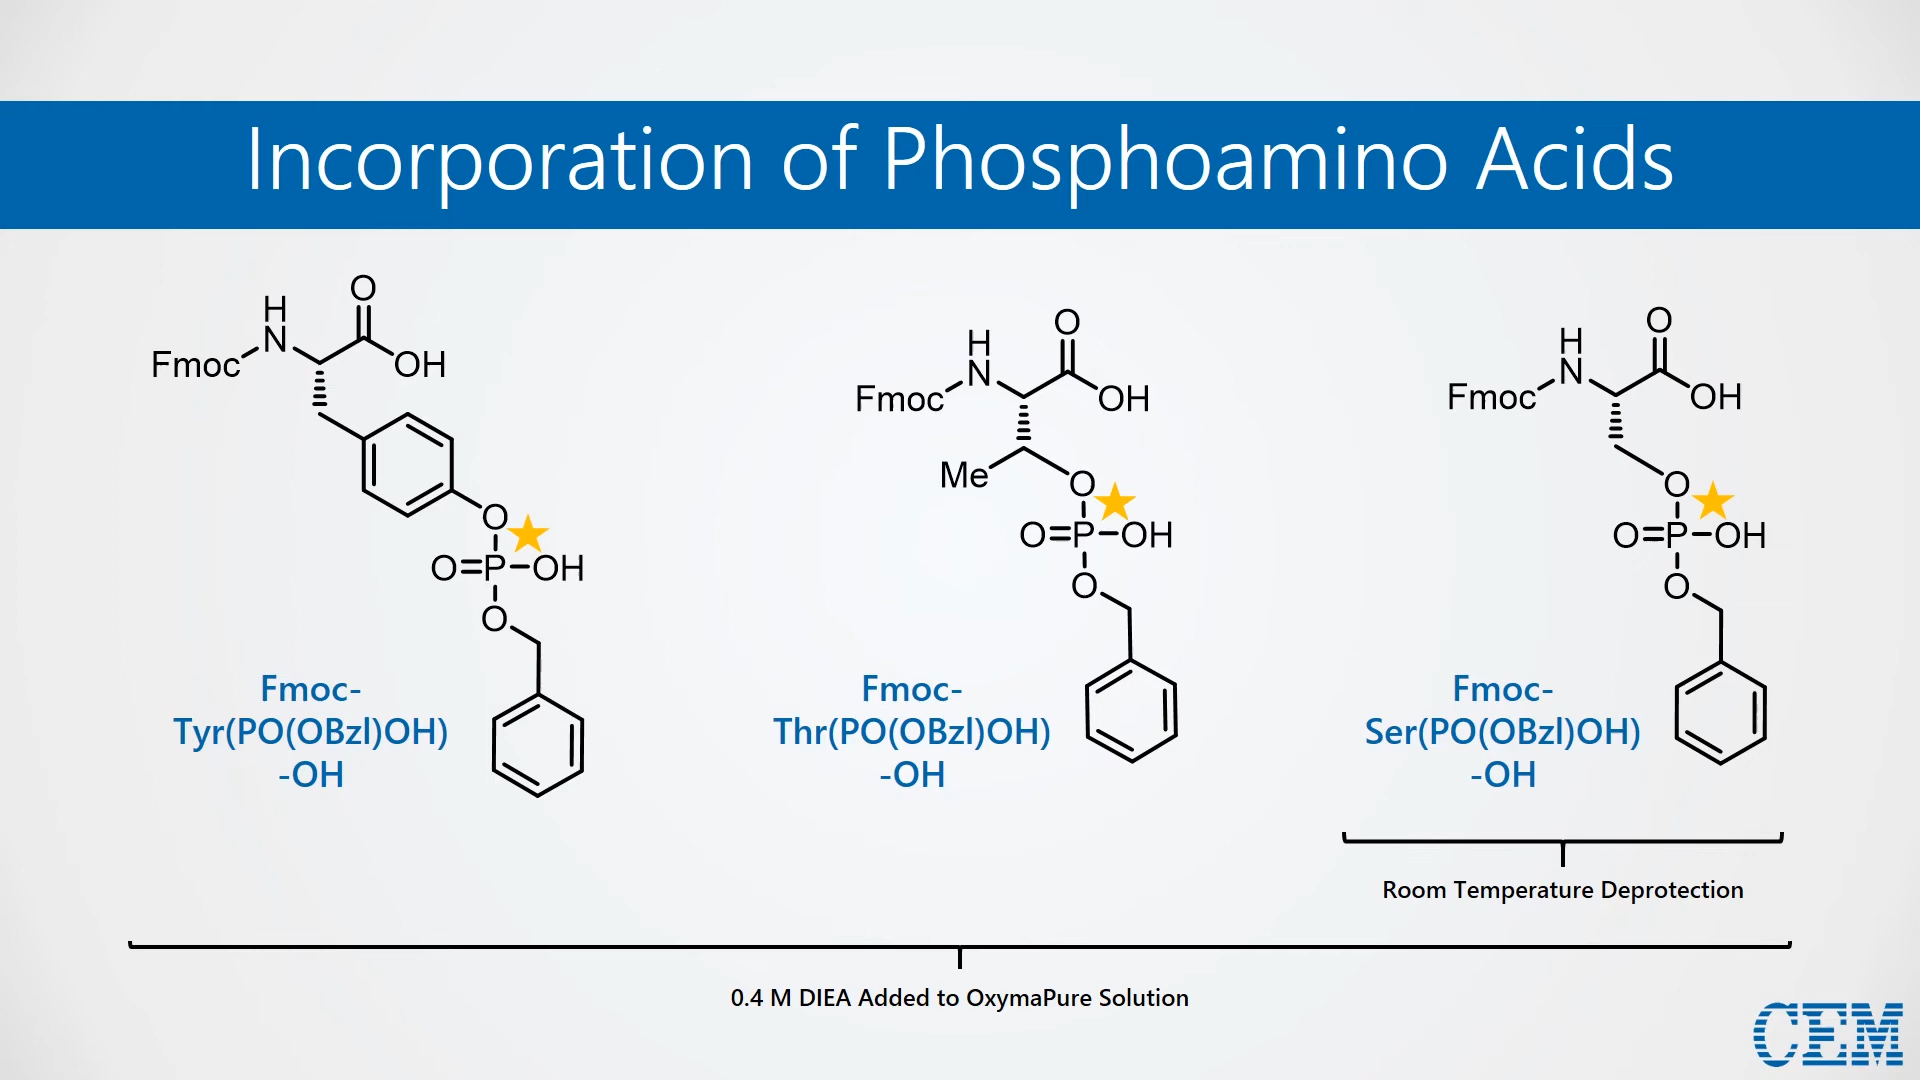 Incorporation of Phosphoamino Acids
H
N
O
Fmoc
OH
O
O=P-OH
O
Fmoc-
Tyr(PO(OBzl)OH)
-OH
H
N
O
Fmoc
OH
Me
O
O=P-OH
O
Fmoc-
Thr(PO(OBzl)OH)
-OH
H
N
O
Fmoc
OH
O
O=P-OH
O
Fmoc-
Ser(PO(OBzl)OH)
-OH
Room Temperature Deprotection
0.4 M DIEA Added to OxymaPure Solution
CEM